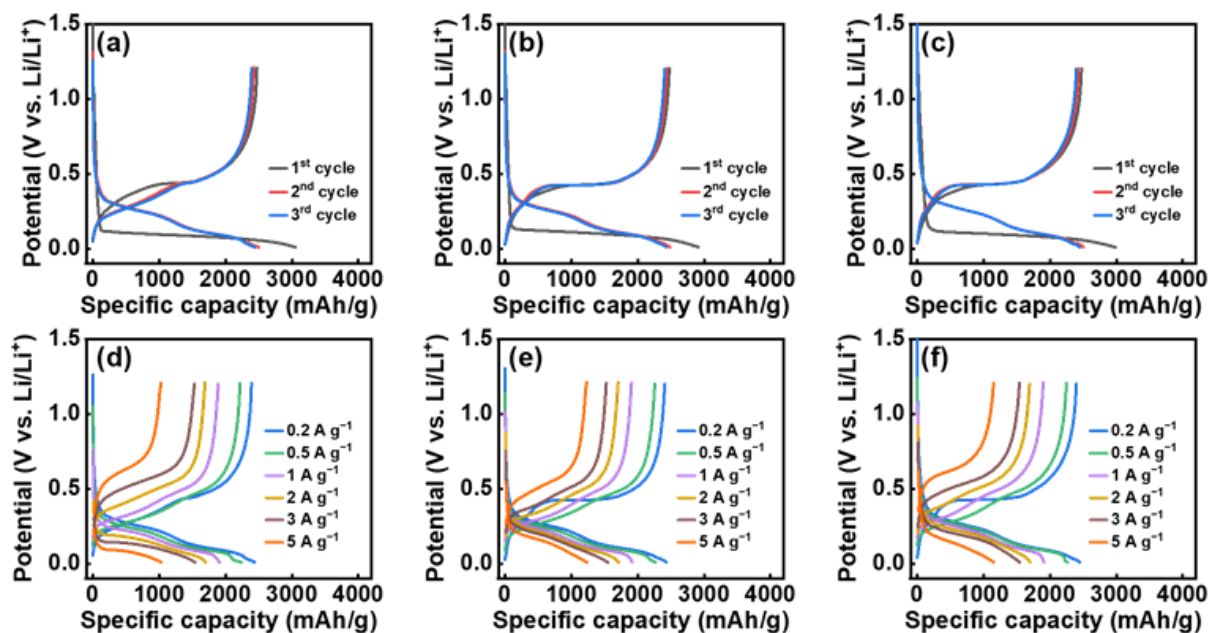 (a)
1.5
1.0
0.5
0.0
Potential (V vs. Li/Li⁺)
1ˢᵗ cycle
2ⁿᵈ cycle
3ʳᵈ cycle
0 1000 2000 3000 4000
Specific capacity (mAh/g)
(b)
1.5
1.0
0.5
0.0
Potential (V vs. Li/Li⁺)
1ˢᵗ cycle
2ⁿᵈ cycle
3ʳᵈ cycle
0 1000 2000 3000 4000
Specific capacity (mAh/g)
(c)
1.5
1.0
0.5
0.0
Potential (V vs. Li/Li⁺)
1ˢᵗ cycle
2ⁿᵈ cycle
3ʳᵈ cycle
0 1000 2000 3000 4000
Specific capacity (mAh/g)
(d)
1.5
1.0
0.5
0.0
Potential (V vs. Li/Li⁺)
0.2 A g⁻¹
0.5 A g⁻¹
1 A g⁻¹
2 A g⁻¹
3 A g⁻¹
5 A g⁻¹
0 1000 2000 3000 4000
Specific capacity (mAh/g)
(e)
1.5
1.0
0.5
0.0
Potential (V vs. Li/Li⁺)
0.2 A g⁻¹
0.5 A g⁻¹
1 A g⁻¹
2 A g⁻¹
3 A g⁻¹
5 A g⁻¹
0 1000 2000 3000 4000
Specific capacity (mAh/g)
(f)
1.5
1.0
0.5
0.0
Potential (V vs. Li/Li⁺)
0.2 A g⁻¹
0.5 A g⁻¹
1 A g⁻¹
2 A g⁻¹
3 A g⁻¹
5 A g⁻¹
0 1000 2000 3000 4000
Specific capacity (mAh/g)